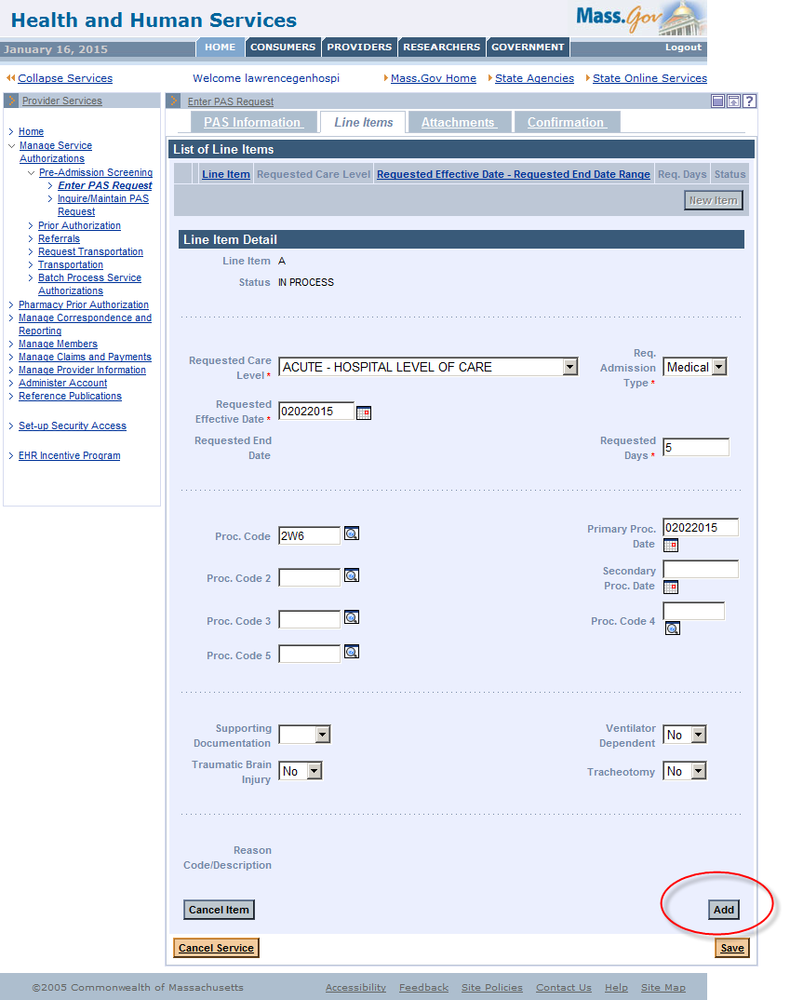 Health and Human Services
Mass.Gov
January 16, 2015
HOME CONSUMERS PROVIDERS RESEARCHERS GOVERNMENT Logout
Collapse Services Welcome lawrencegenhospi Mass.Gov Home State Agencies State Online Services
Provider Services
Home
Manage Service
Authorizations
Pre-Admission Screening
Enter PAS Request
Inquire/Maintain PAS
Request
Prior Authorization
Referrals
Request Transportation
Transportation
Batch Process Service
Authorizations
Pharmacy Prior Authorization
Manage Correspondence and
Reporting
Manage Members
Manage Claims and Payments
Manage Provider Information
Administer Account
Reference Publications
Set-up Security Access
EHR Incentive Program
Enter PAS Request ?
PAS Information Line Items Attachments Confirmation
List of Line Items
Line Item Requested Care Level Requested Effective Date - Requested End Date Range Req. Days Status
New Item
Line Item Detail
Line Item A
Status IN PROCESS
Requested Care
Level * ACUTE - HOSPITAL LEVEL OF CARE
Req.
Admission
Type * Medical
Requested
Effective Date * 02022015
Requested End
Date
Requested
Days * 5
Proc. Code 2W6
Primary Proc.
Date 02022015
Proc. Code 2
Secondary
Proc. Date
Proc. Code 3
Proc. Code 4
Proc. Code 5
Supporting
Documentation
Ventilator
Dependent No
Traumatic Brain
Injury No
Tracheotomy No
Reason
Code/Description
Cancel Item Add
Cancel Service Save
©2005 Commonwealth of Massachusetts Accessibility Feedback Site Policies Contact Us Help Site Map